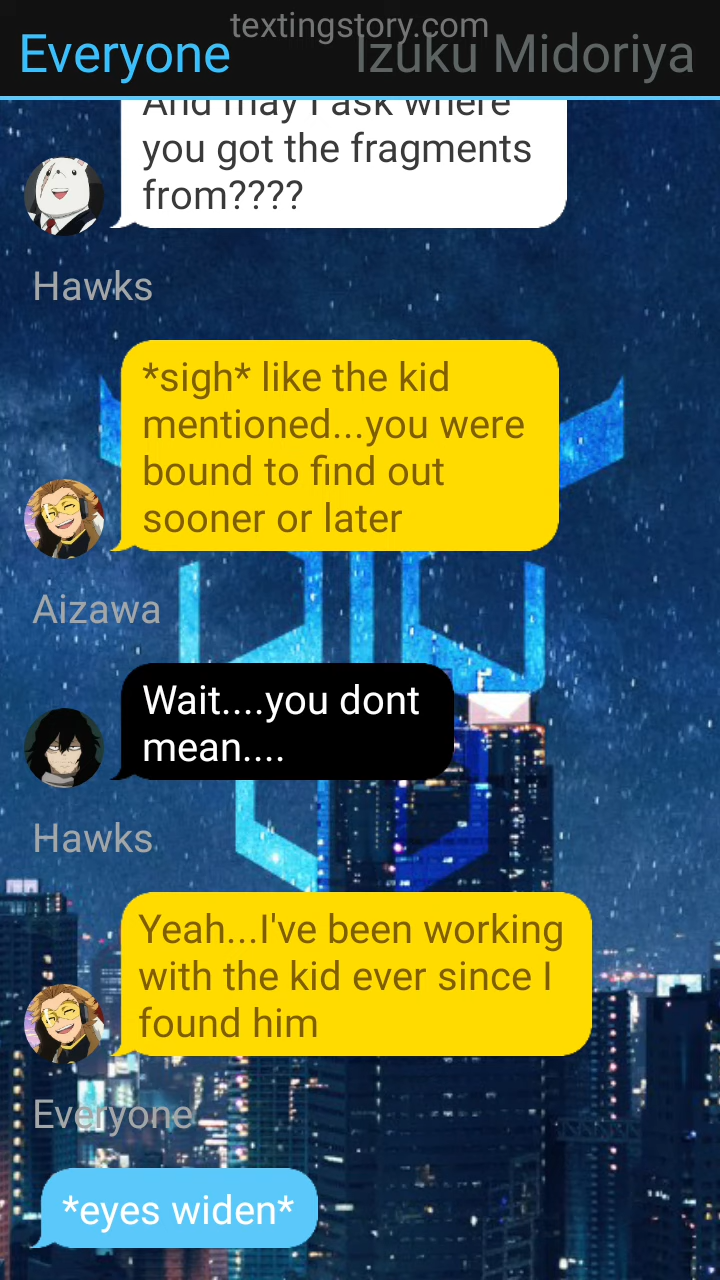 textingstory.com
Everyone
Izuku Midoriya
And may I ask where
you got the fragments
from????
Hawks
*sigh* like the kid
mentioned...you were
bound to find out
sooner or later
Aizawa
Wait....you dont
mean....
Hawks
Yeah...I've been working
with the kid ever since I
found him
Everyone
*eyes widen*